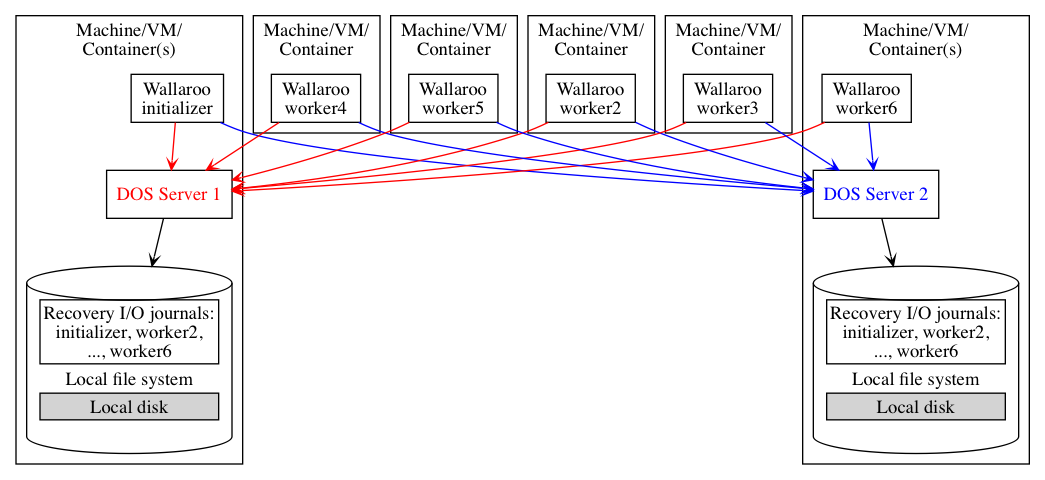 Machine/VM/
Container(s)
Machine/VM/
Container
Machine/VM/
Container
Machine/VM/
Container
Machine/VM/
Container
Machine/VM/
Container(s)
Wallaroo
initializer
Wallaroo
worker4
Wallaroo
worker5
Wallaroo
worker2
Wallaroo
worker3
Wallaroo
worker6
DOS Server 1
DOS Server 2
Recovery I/O journals:
initializer, worker2,
..., worker6
Local file system
Local disk
Recovery I/O journals:
initializer, worker2,
..., worker6
Local file system
Local disk